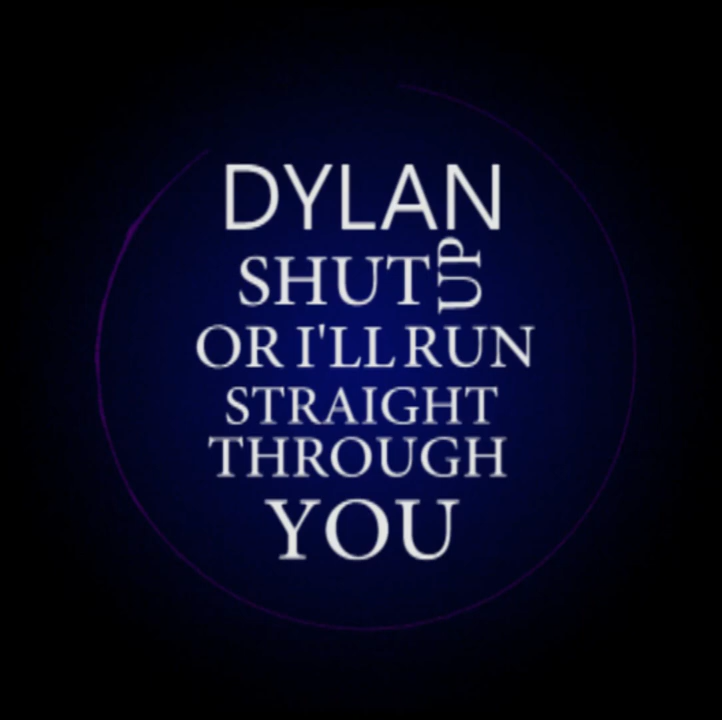 DYLAN
SHUT UP
OR I'LL RUN
STRAIGHT
THROUGH
YOU